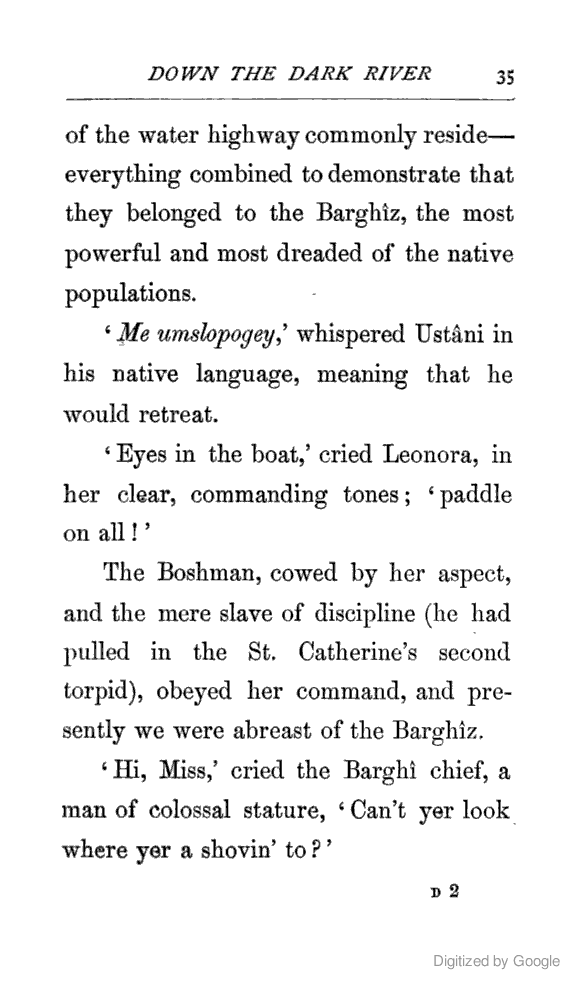 DOWN THE DARK RIVER 35
of the water highway commonly reside—
everything combined to demonstrate that
they belonged to the Barghîz, the most
powerful and most dreaded of the native
populations.
‘Me umslopogey,’ whispered Ustâni in
his native language, meaning that he
would retreat.
‘Eyes in the boat,’ cried Leonora, in
her clear, commanding tones; ‘paddle
on all!’
The Boshman, cowed by her aspect,
and the mere slave of discipline (he had
pulled in the St. Catherine’s second
torpid), obeyed her command, and pre-
sently we were abreast of the Barghîz.
‘Hi, Miss,’ cried the Barghî chief, a
man of colossal stature, ‘Can’t yer look
where yer a shovin’ to?’
D 2
Digitized by Google